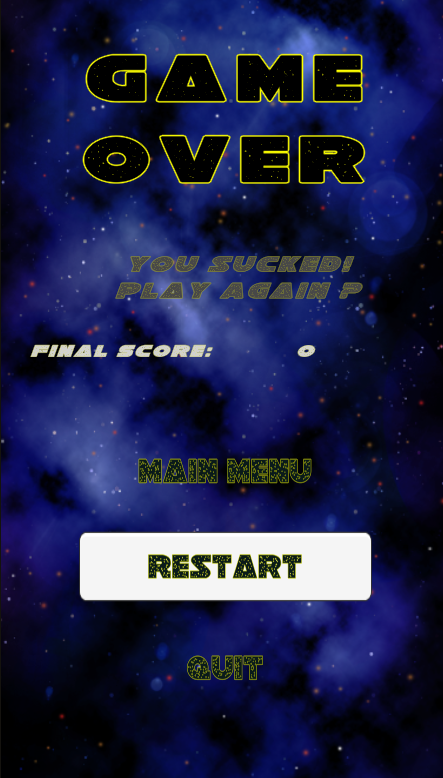 GAME
OVER
YOU SUCKED!
PLAY AGAIN ?
FINAL SCORE: 0
MAIN MENU
RESTART
QUIT